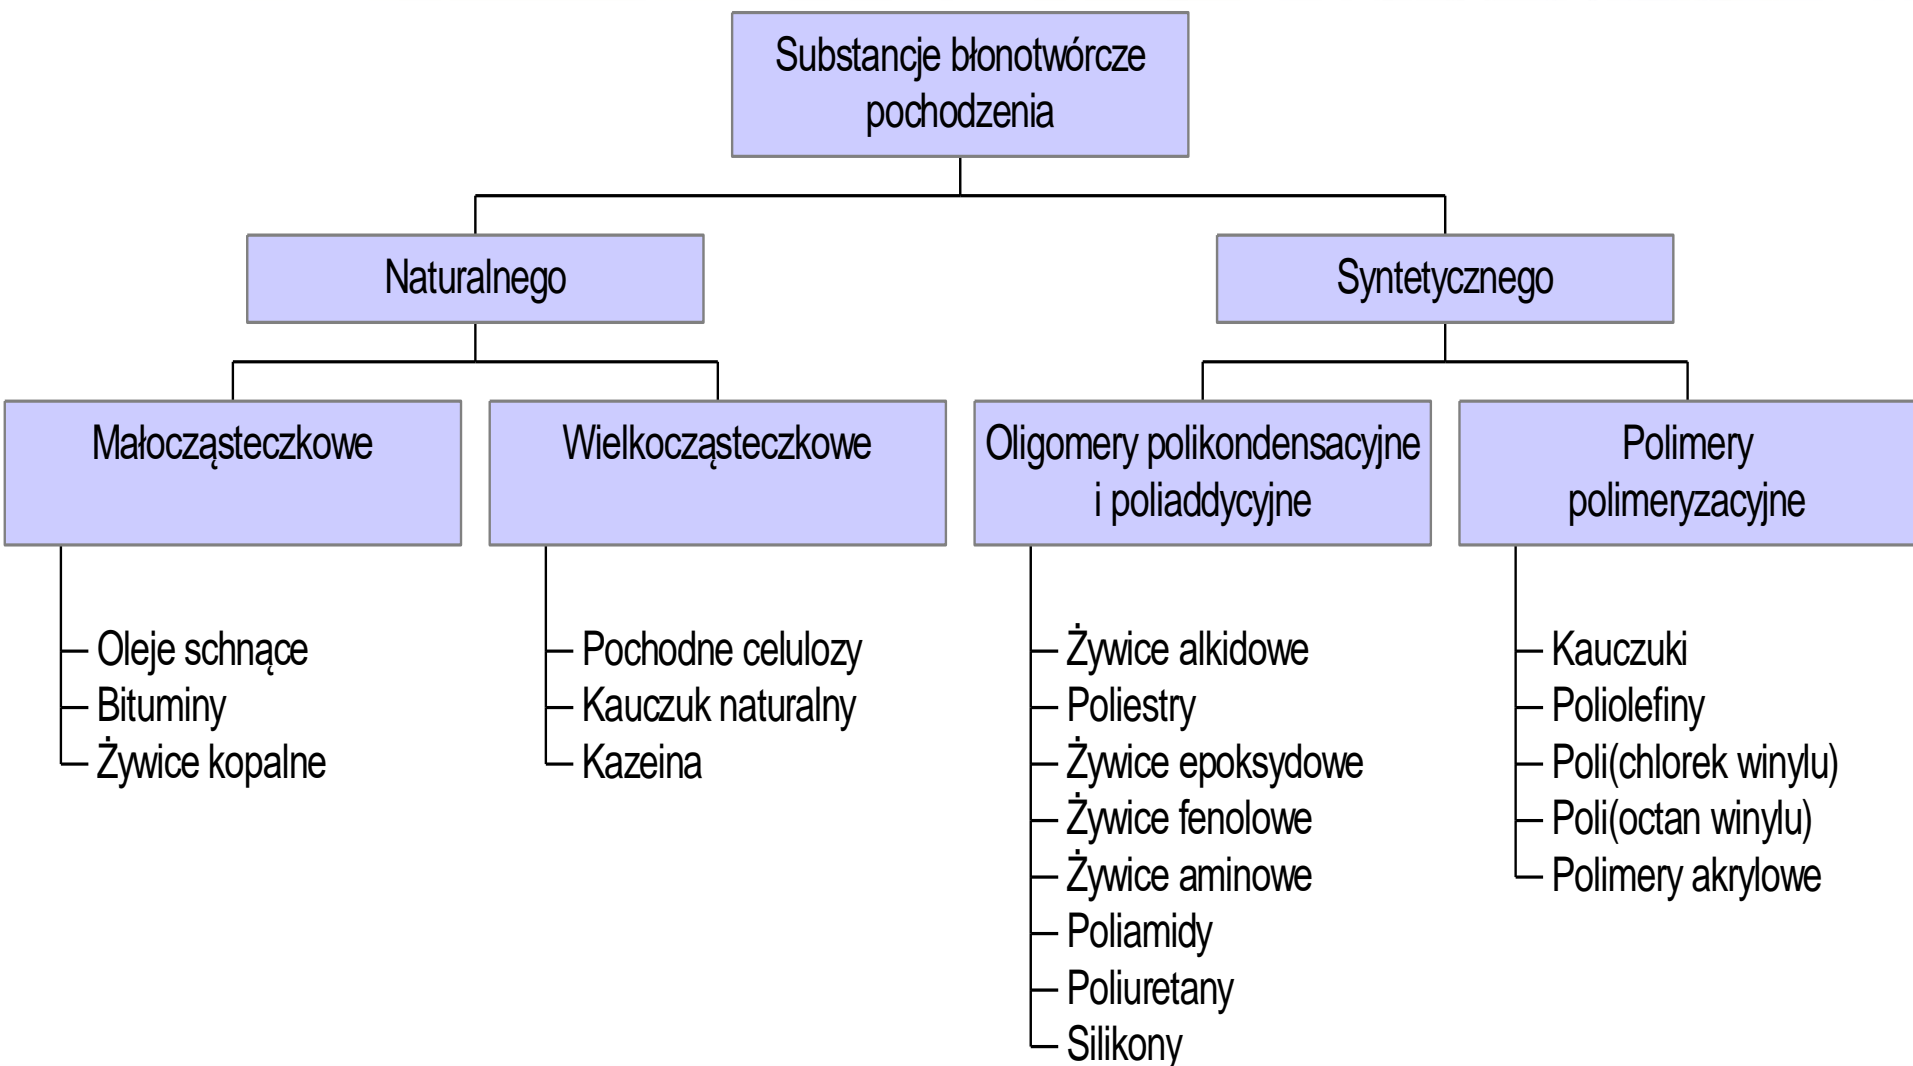 Substancje błonotwórcze
pochodzenia
Naturalnego
Syntetycznego
Małocząsteczkowe
Wielkocząsteczkowe
Oligomery polikondensacyjne
i poliaddycyjne
Polimery
polimeryzacyjne
Oleje schnące
Bituminy
Żywice kopalne
Pochodne celulozy
Kauczuk naturalny
Kazeina
Żywice alkidowe
Poliestry
Żywice epoksydowe
Żywice fenolowe
Żywice aminowe
Poliamidy
Poliuretany
Silikony
Kauczuki
Poliolefiny
Poli(chlorek winylu)
Poli(octan winylu)
Polimery akrylowe